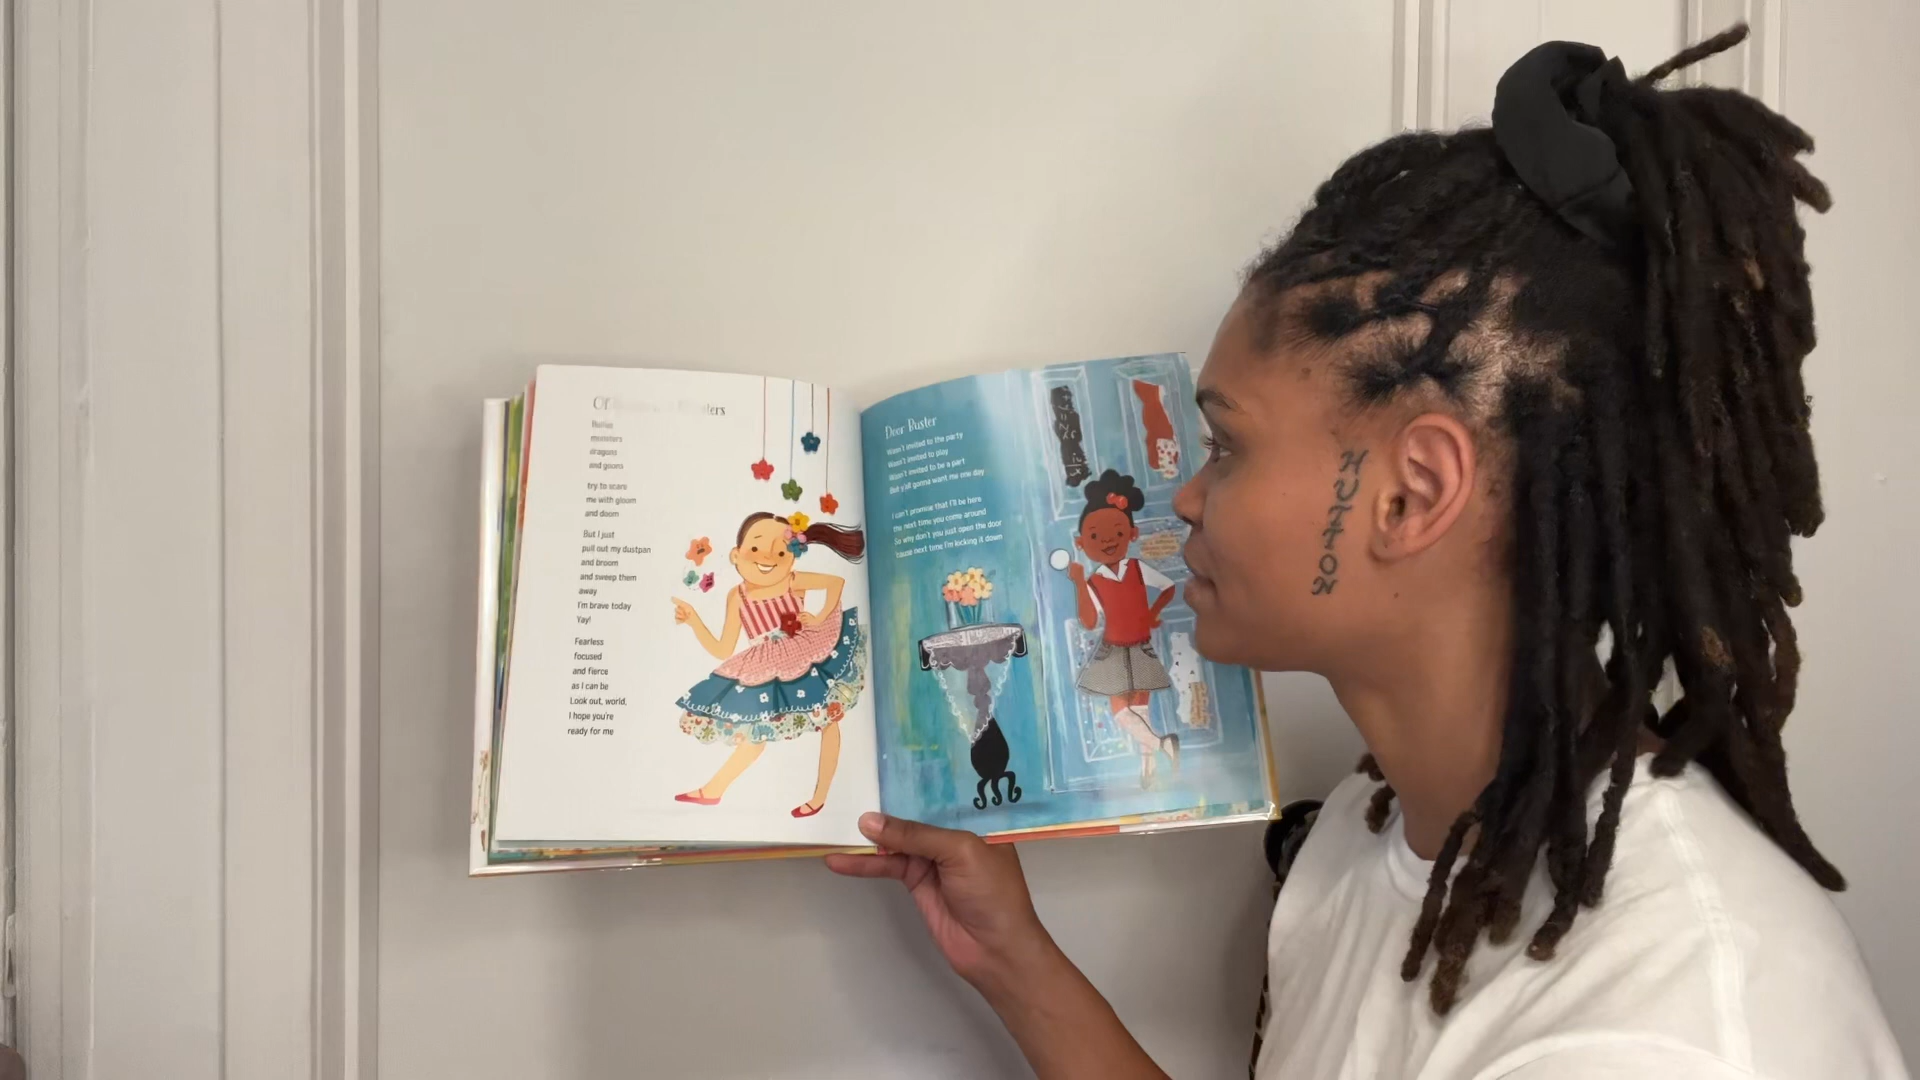 Of
Bullies
monsters
dragons
and goons
try to scare
me with gloom
and doom
But I just
pull out my dustpan
and broom
and sweep them
away
I'm brave today
Yay!
Fearless
focused
and fierce
as I can be
Look out, world,
I hope you're
ready for me
Door Buster
Wasn't invited to the party
Wasn't invited to play
Wasn't invited to be a part
But y'all gonna want me one day
I can't promise that I'll be here
the next time you come around
So why don't you just open the door
'cause next time I'm locking it down
HUTTON